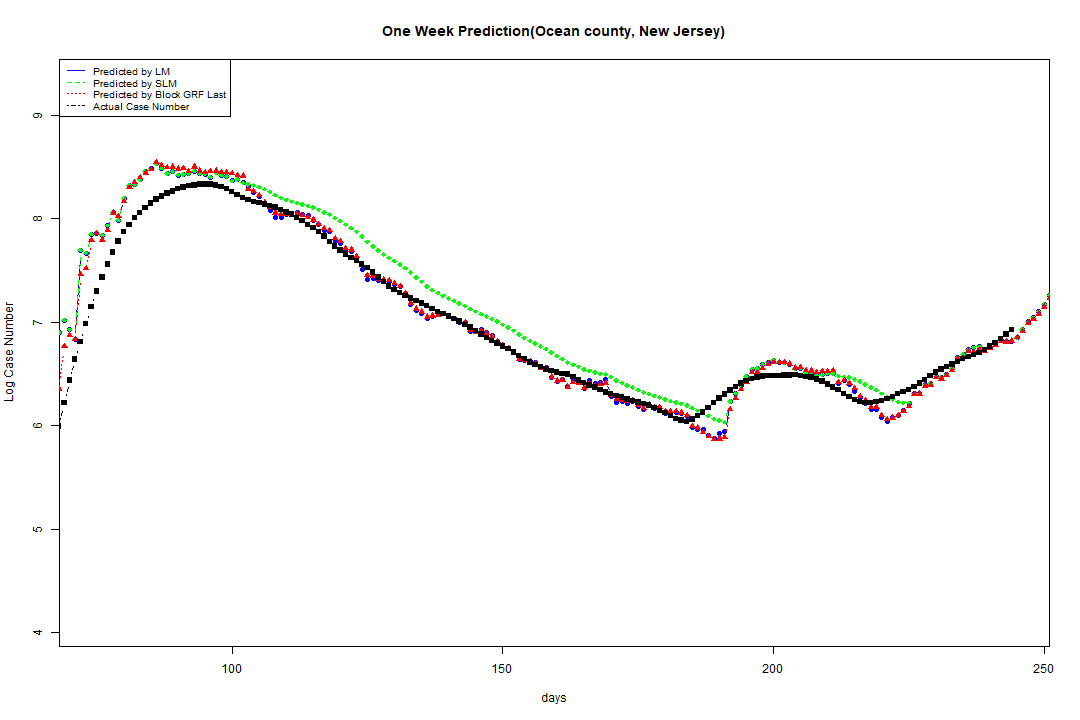 One Week Prediction(Ocean county, New Jersey)
Predicted by LM
Predicted by SLM
Predicted by Block GRF Last
Actual Case Number
9
8
7
6
5
4
Log Case Number
100 150 200 250
days